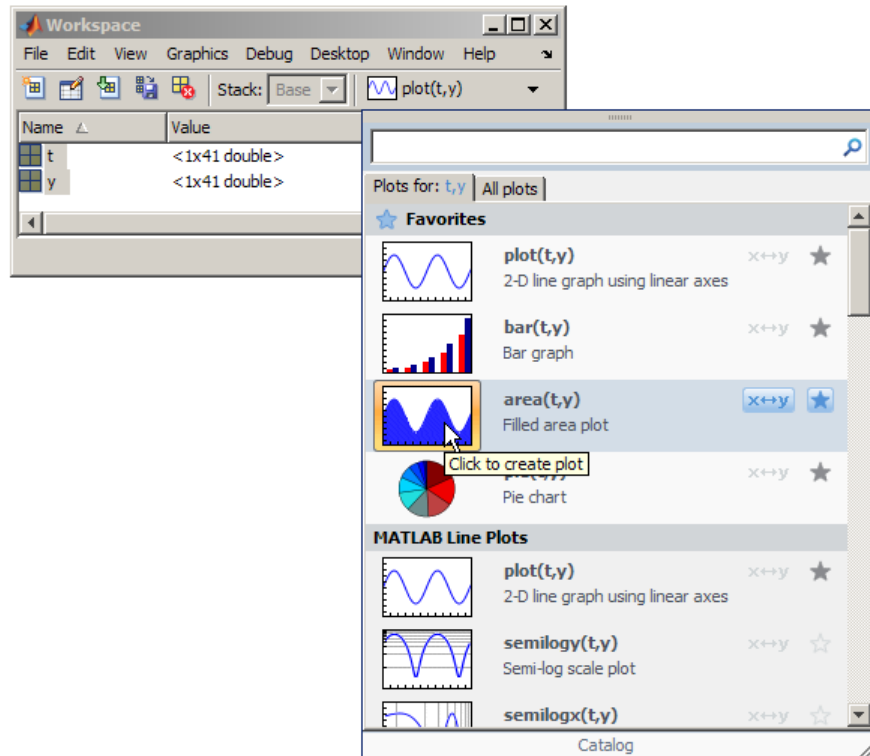 Workspace
File Edit View Graphics Debug Desktop Window Help
Stack: Base plot(t,y)
Name Value
t <1x41 double>
y <1x41 double>
Plots for: t,y All plots
Favorites
plot(t,y) x↔y
2-D line graph using linear axes
bar(t,y) x↔y
Bar graph
area(t,y) x↔y
Filled area plot
Click to create plot
x↔y
Pie chart
MATLAB Line Plots
plot(t,y) x↔y
2-D line graph using linear axes
semilogy(t,y) x↔y
Semi-log scale plot
semilogx(t,y) x↔y
Catalog